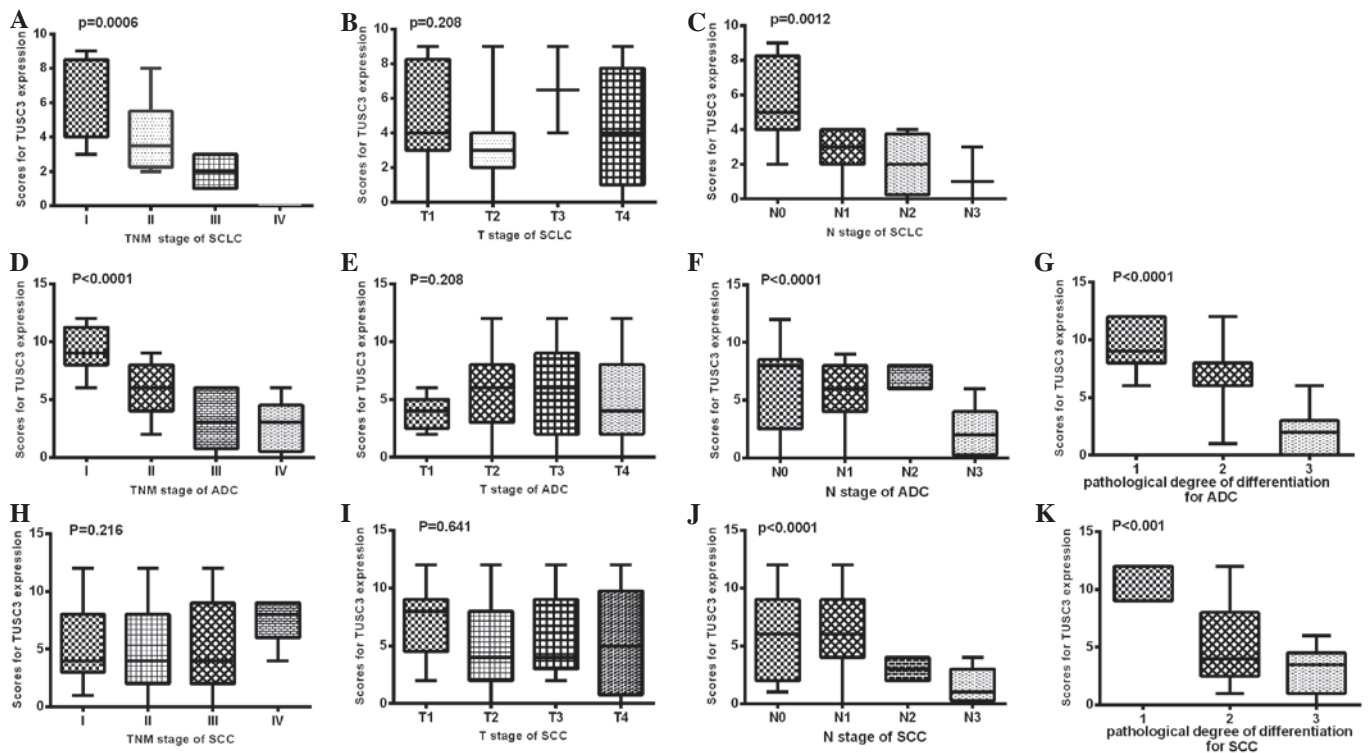 A
p=0.0006
Scores for TUSC3 expression
10
8
6
4
2
0
I II III IV
TNM stage of SCLC
B
p=0.208
Scores for TUSC3 expression
10
8
6
4
2
0
T1 T2 T3 T4
T stage of SCLC
C
p=0.0012
Scores for TUSC3 expression
10
8
6
4
2
0
N0 N1 N2 N3
N stage of SCLC
D
P<0.0001
Scores for TUSC3 expression
15
10
5
0
I II III IV
TNM stage of ADC
E
P=0.208
Scores for TUSC3 expression
15
10
5
0
T1 T2 T3 T4
T stage of ADC
F
P<0.0001
Scores for TUSC3 expression
15
10
5
0
N0 N1 N2 N3
N stage of ADC
G
P<0.0001
Scores for TUSC3 expression
15
10
5
0
1 2 3
pathological degree of differentiation
for ADC
H
P=0.216
Scores for TUSC3 expression
15
10
5
0
I II III IV
TNM stage of SCC
I
P=0.641
Scores for TUSC3 expression
15
10
5
0
T1 T2 T3 T4
T stage of SCC
J
p<0.0001
Scores for TUSC3 expression
15
10
5
0
N0 N1 N2 N3
N stage of SCC
K
P<0.001
Scores for TUSC3 expression
15
10
5
0
1 2 3
pathological degree of differentiation
for SCC